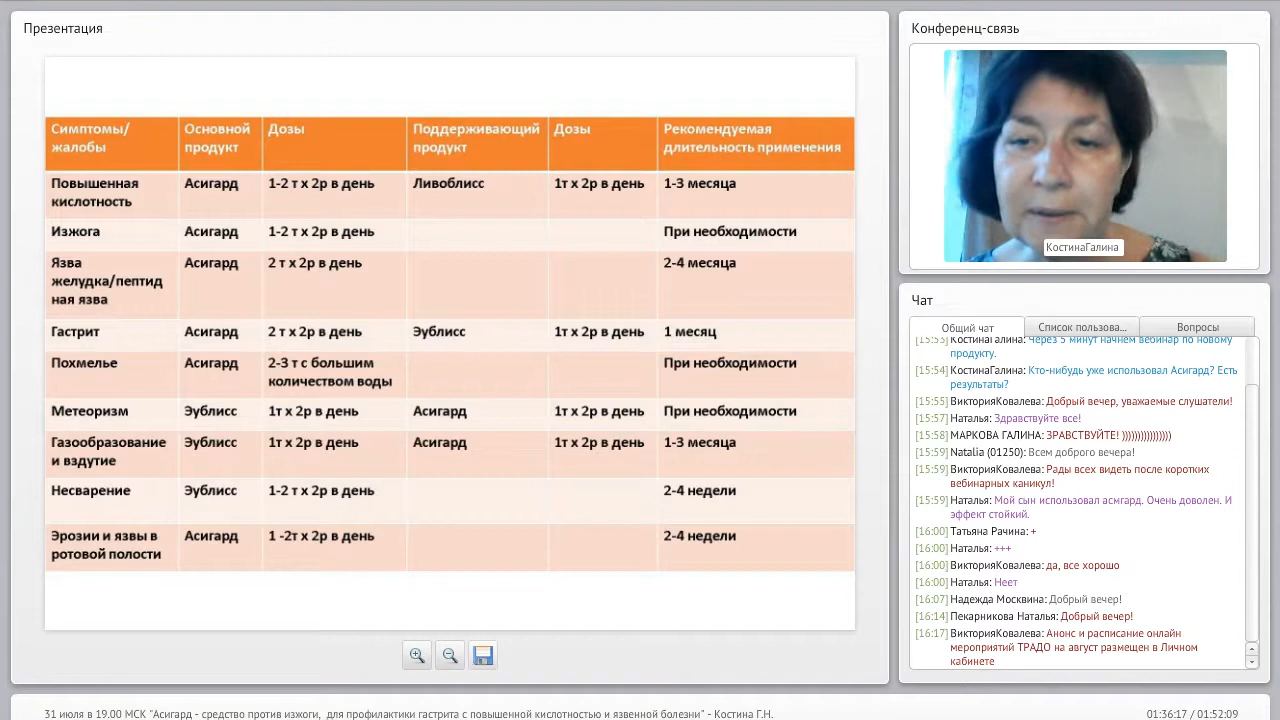 Презентация
Симптомы/
жалобы
Основной
продукт
Дозы
Поддерживающий
продукт
Дозы
Рекомендуемая
длительность применения
Повышенная
кислотность
Асигард
1-2 т х 2р в день
Ливоблисс
1т х 2р в день
1-3 месяца
Изжога
Асигард
1-2 т х 2р в день
При необходимости
Язва
желудка/пептид
ная язва
Асигард
2 т х 2р в день
2-4 месяца
Гастрит
Асигард
2 т х 2р в день
Эублисс
1т х 2р в день
1 месяц
Похмелье
Асигард
2-3 т с большим
количеством воды
При необходимости
Метеоризм
Эублисс
1т х 2р в день
Асигард
1т х 2р в день
При необходимости
Газообразование
и вздутие
Эублисс
1т х 2р в день
Асигард
1т х 2р в день
1-3 месяца
Несварение
Эублисс
1-2 т х 2р в день
2-4 недели
Эрозии и язвы в
ротовой полости
Асигард
1 -2т х 2р в день
2-4 недели
Конференц-связь
КостинаГалина
Чат
Общий чат
Список пользова...
Вопросы
[15:53] КостинаГалина: Через 5 минут начнем вебинар по новому
продукту.
[15:54] КостинаГалина: Кто-нибудь уже использовал Асигард? Есть
результаты?
[15:55] ВикторияКовалева: Добрый вечер, уважаемые слушатели!
[15:57] Наталья: Здравствуйте все!
[15:58] МАРКОВА ГАЛИНА: ЗРАВСТВУЙТЕ! )))))))))))))))))
[15:59] Natalia (01250): Всем доброго вечера!
[15:59] ВикторияКовалева: Рады всех видеть после коротких
вебинарных каникул!
[15:59] Наталья: Мой сын использовал асмгард. Очень доволен. И
эффект стойкий.
[16:00] Татьяна Рачина: +
[16:00] Наталья: +++
[16:00] ВикторияКовалева: да, все хорошо
[16:00] Наталья: Неет
[16:07] Надежда Москвина: Добрый вечер!
[16:14] Пекарникова Наталья: Добрый вечер!
[16:17] ВикторияКовалева: Анонс и расписание онлайн
мероприятий ТРАДО на август размещен в Личном
кабинете
31 июля в 19.00 МСК "Асигард - средство против изжоги, для профилактики гастрита с повышенной кислотностью и язвенной болезни" - Костина Г.Н.
01:36:17 / 01:52:09